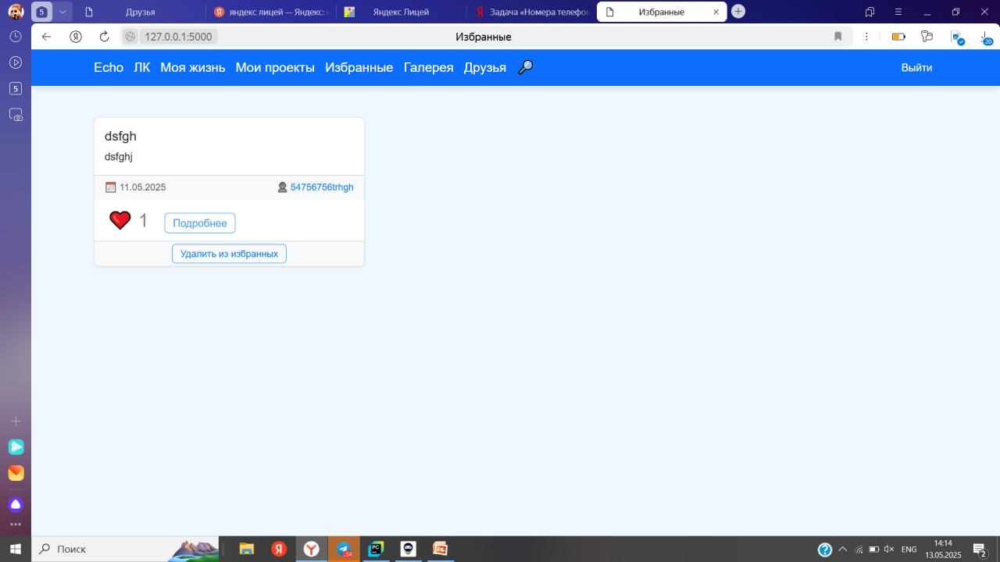 5
Друзья
яндекс лицей — Яндекс:
Яндекс Лицей
Задача «Номера телефон
Избранные
127.0.0.1:5000
Избранные
20
Echo ЛК Моя жизнь Мои проекты Избранные Галерея Друзья
Выйти
5
dsfgh
dsfghj
11.05.2025
54756756trhgh
1
Подробнее
Удалить из избранных
Поиск
Я
54
PC
ENG
14:14
13.05.2025
2